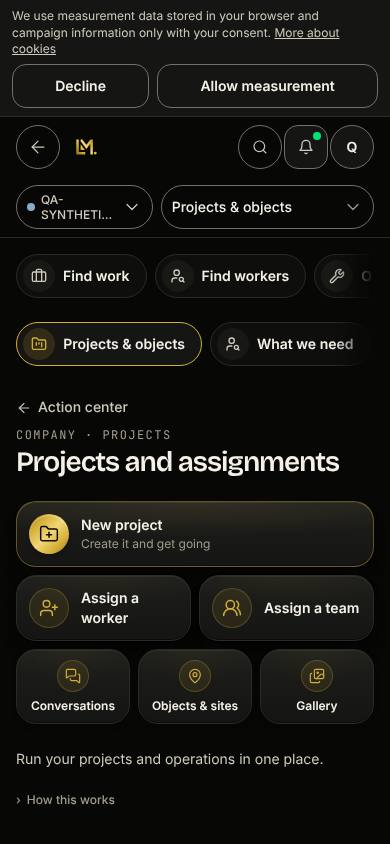 We use measurement data stored in your browser and
campaign information only with your consent. More about
cookies
Decline
Allow measurement
LM.
Q
QA-
SYNTHETI...
Projects & objects
Find work
Find workers
Projects & objects
What we need
← Action center
COMPANY · PROJECTS
Projects and assignments
New project
Create it and get going
Assign a
worker
Assign a team
Conversations
Objects & sites
Gallery
Run your projects and operations in one place.
› How this works